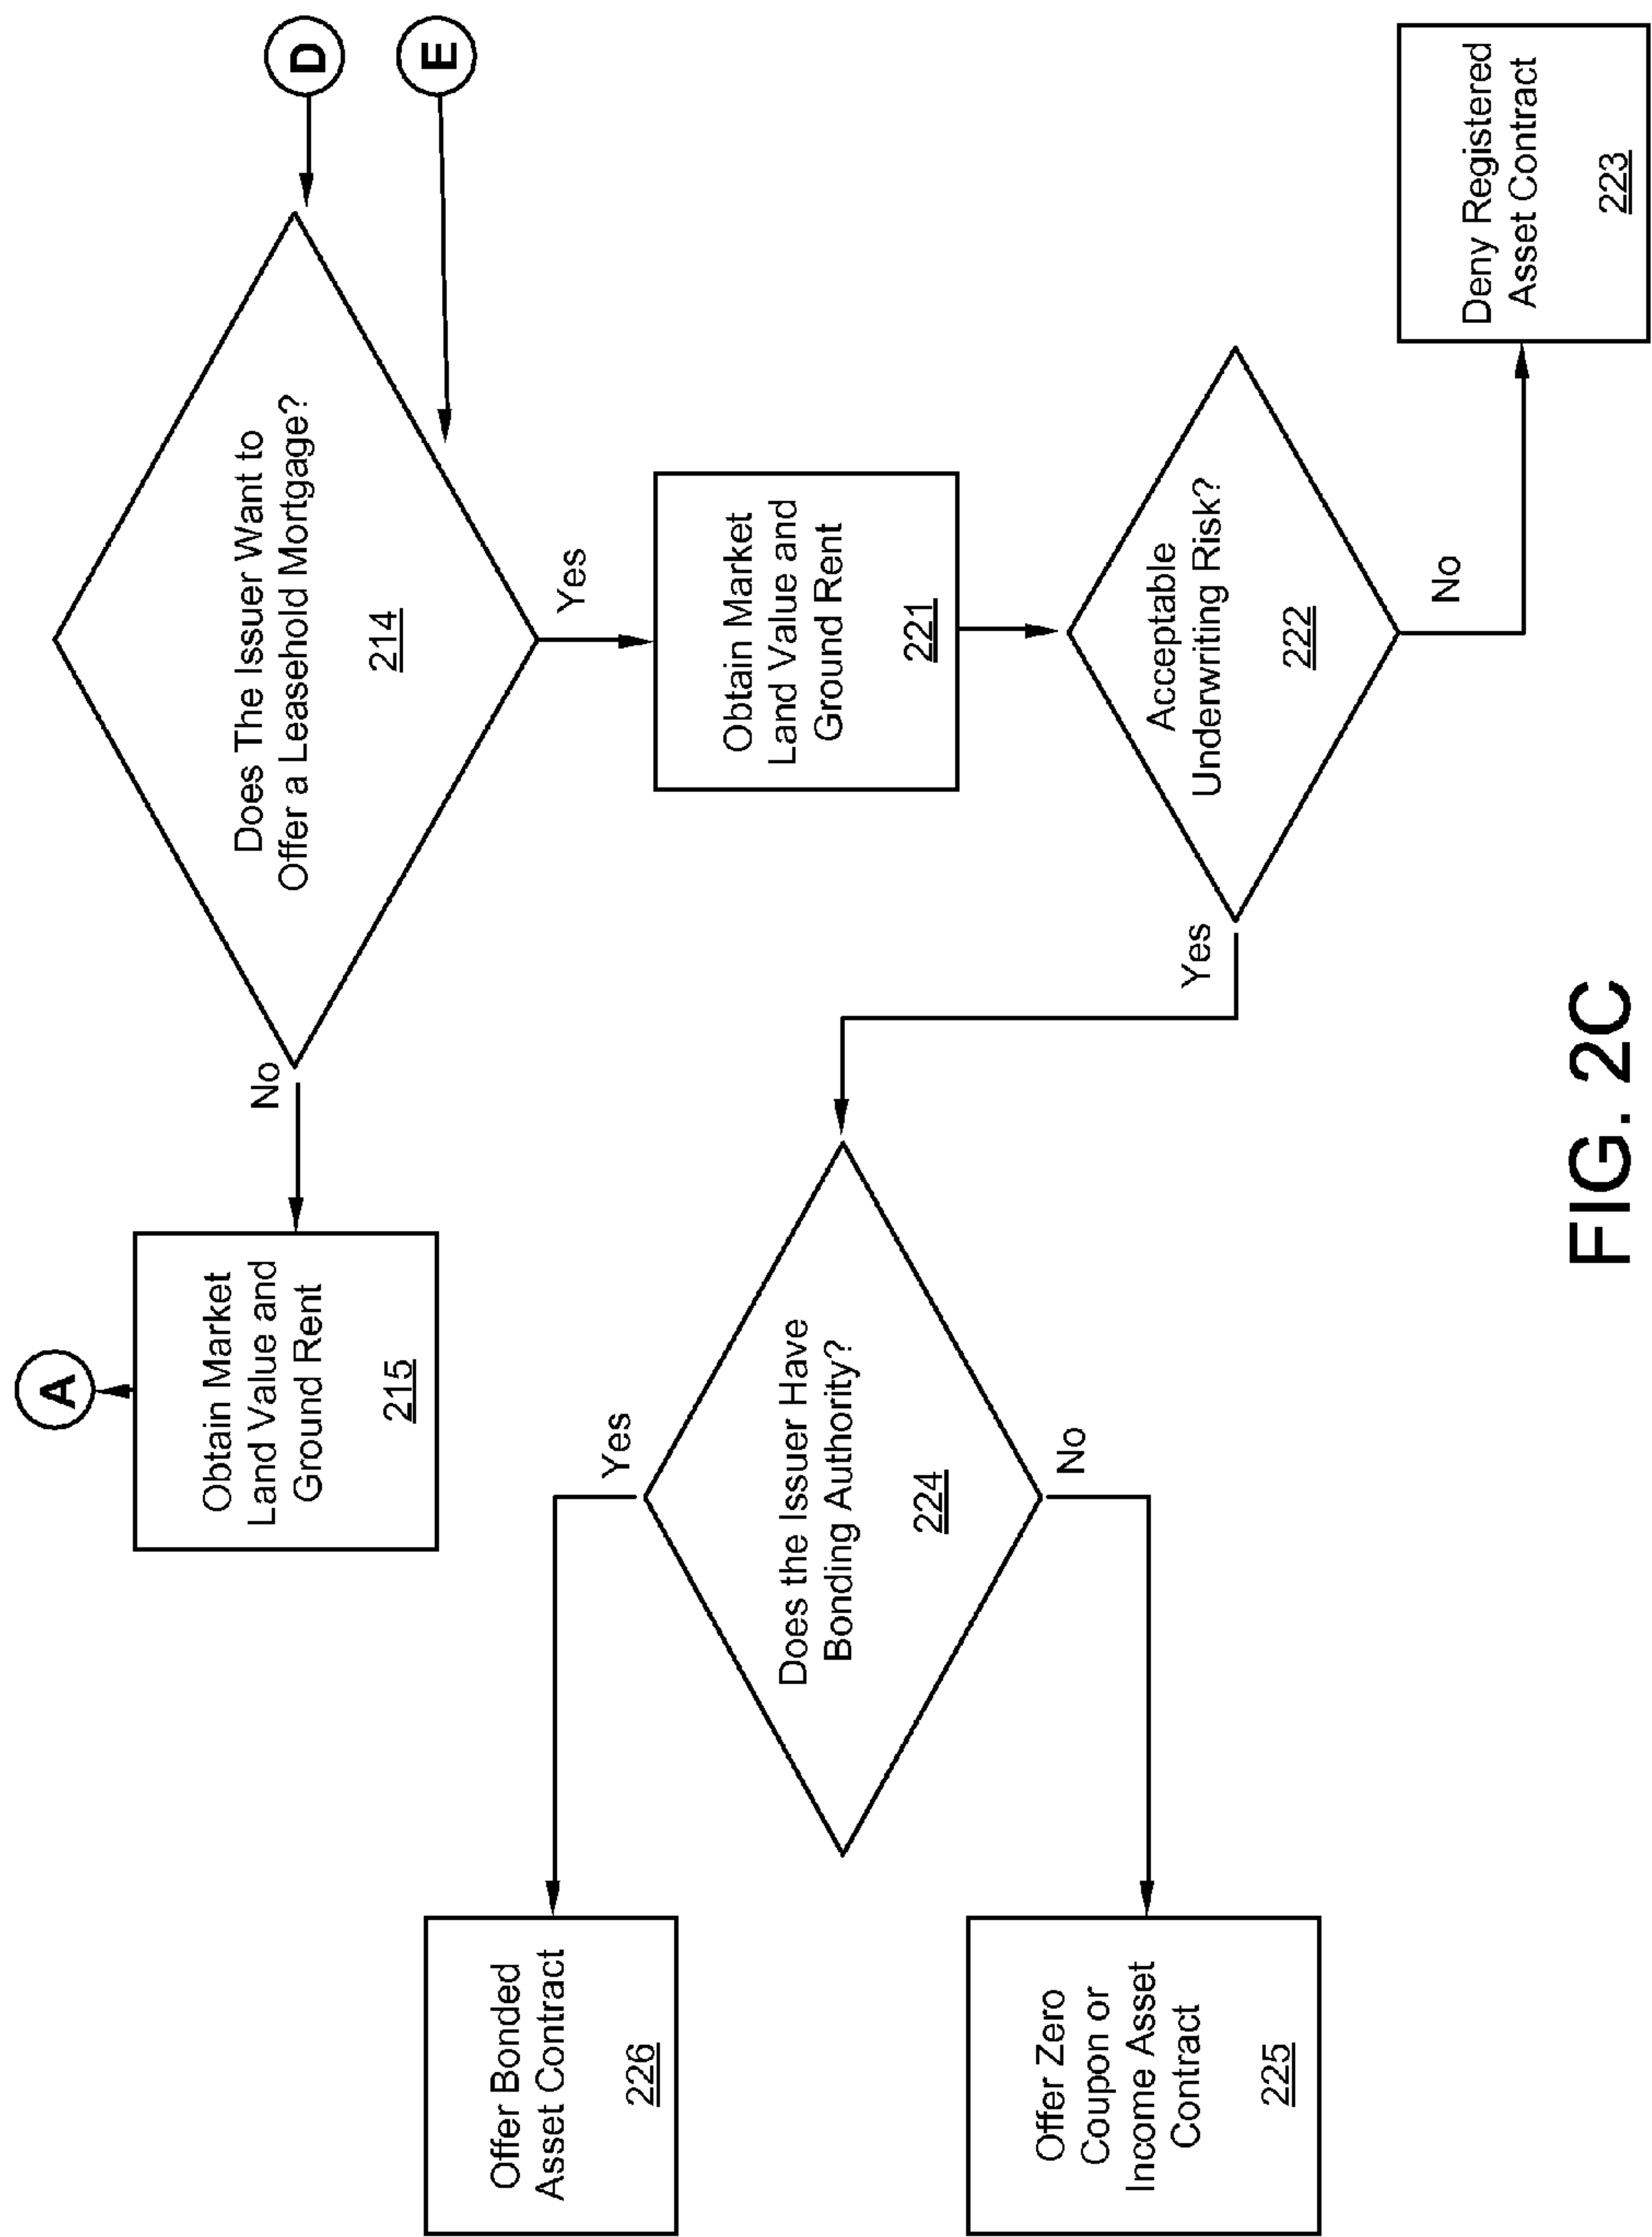 D
E
Does The Issuer Want to
Offer a Leasehold Mortgage?
214
No
Yes
A
Obtain Market
Land Value and
Ground Rent
215
Obtain Market
Land Value and
Ground Rent
221
Acceptable
Underwriting Risk?
222
Yes
No
Deny Registered
Asset Contract
223
Does the Issuer Have
Bonding Authority?
224
Yes
No
Offer Bonded
Asset Contract
226
Offer Zero
Coupon or
Income Asset
Contract
225
FIG. 2C